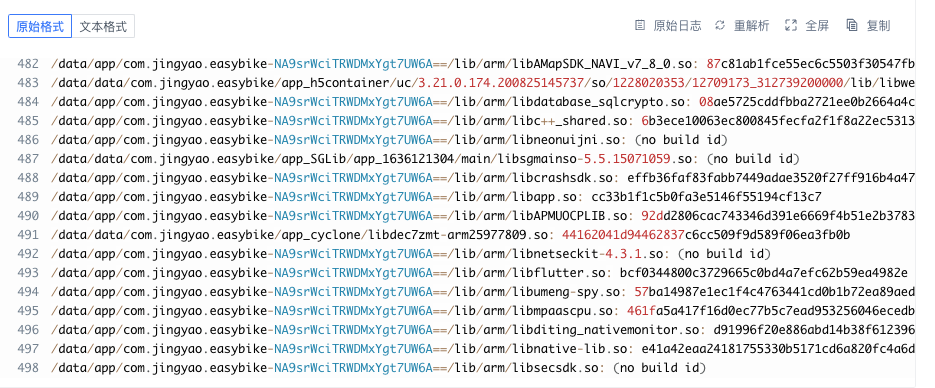 原始格式 文本格式 原始日志 重解析 全屏 复制
482 /data/app/com.jingyao.easybike-NA9srWciTRWDMxYgt7UW6A==/lib/arm/libAMapSDK_NAVI_v7_8_0.so: 87c81ab1fce55ec6c5503f30547fb
483 /data/data/com.jingyao.easybike/app_h5container/uc/3.21.0.174.200825145737/so/1228020353/12709173_312739200000/lib/libwe
484 /data/app/com.jingyao.easybike-NA9srWciTRWDMxYgt7UW6A==/lib/arm/libdatabase_sqlcrypto.so: 08ae5725cddfbba2721ee0b2664a4c
485 /data/app/com.jingyao.easybike-NA9srWciTRWDMxYgt7UW6A==/lib/arm/libc++_shared.so: 6b3ece10063ec800845fecfa2f1f8a22ec5313
486 /data/app/com.jingyao.easybike-NA9srWciTRWDMxYgt7UW6A==/lib/arm/libneonuijni.so: (no build id)
487 /data/data/com.jingyao.easybike/app_SGLib/app_1636121304/main/libsgmainso-5.5.15071059.so: (no build id)
488 /data/app/com.jingyao.easybike-NA9srWciTRWDMxYgt7UW6A==/lib/arm/libcrashsdk.so: effb36faf83fabb7449adae3520f27ff916b4a47
489 /data/app/com.jingyao.easybike-NA9srWciTRWDMxYgt7UW6A==/lib/arm/libapp.so: cc33b1f1c5b0fa3e5146f55194cf13c7
490 /data/app/com.jingyao.easybike-NA9srWciTRWDMxYgt7UW6A==/lib/arm/libAPMUOCPLIB.so: 92dd2806cac743346d391e6669f4b51e2b3783
491 /data/data/com.jingyao.easybike/app_cyclone/libdec7zmt-arm25977809.so: 44162041d94462837c6cc509f9d589f06ea3fb0b
492 /data/app/com.jingyao.easybike-NA9srWciTRWDMxYgt7UW6A==/lib/arm/libnetseckit-4.3.1.so: (no build id)
493 /data/app/com.jingyao.easybike-NA9srWciTRWDMxYgt7UW6A==/lib/arm/libflutter.so: bcf0344800c3729665c0bd4a7efc62b59ea4982e
494 /data/app/com.jingyao.easybike-NA9srWciTRWDMxYgt7UW6A==/lib/arm/libumeng-spy.so: 57ba14987e1ec1f4c4763441cd0b1b72ea89aed
495 /data/app/com.jingyao.easybike-NA9srWciTRWDMxYgt7UW6A==/lib/arm/libmpaascpu.so: 461fa5a417f16d0ec77b5c7ead953256046ecedb
496 /data/app/com.jingyao.easybike-NA9srWciTRWDMxYgt7UW6A==/lib/arm/libditing_nativemonitor.so: d91996f20e886abd14b38f612396
497 /data/app/com.jingyao.easybike-NA9srWciTRWDMxYgt7UW6A==/lib/arm/libnative-lib.so: e41a42eaa24181755330b5171cd6a820fc4a6d
498 /data/app/com.jingyao.easybike-NA9srWciTRWDMxYgt7UW6A==/lib/arm/libsecsdk.so: (no build id)